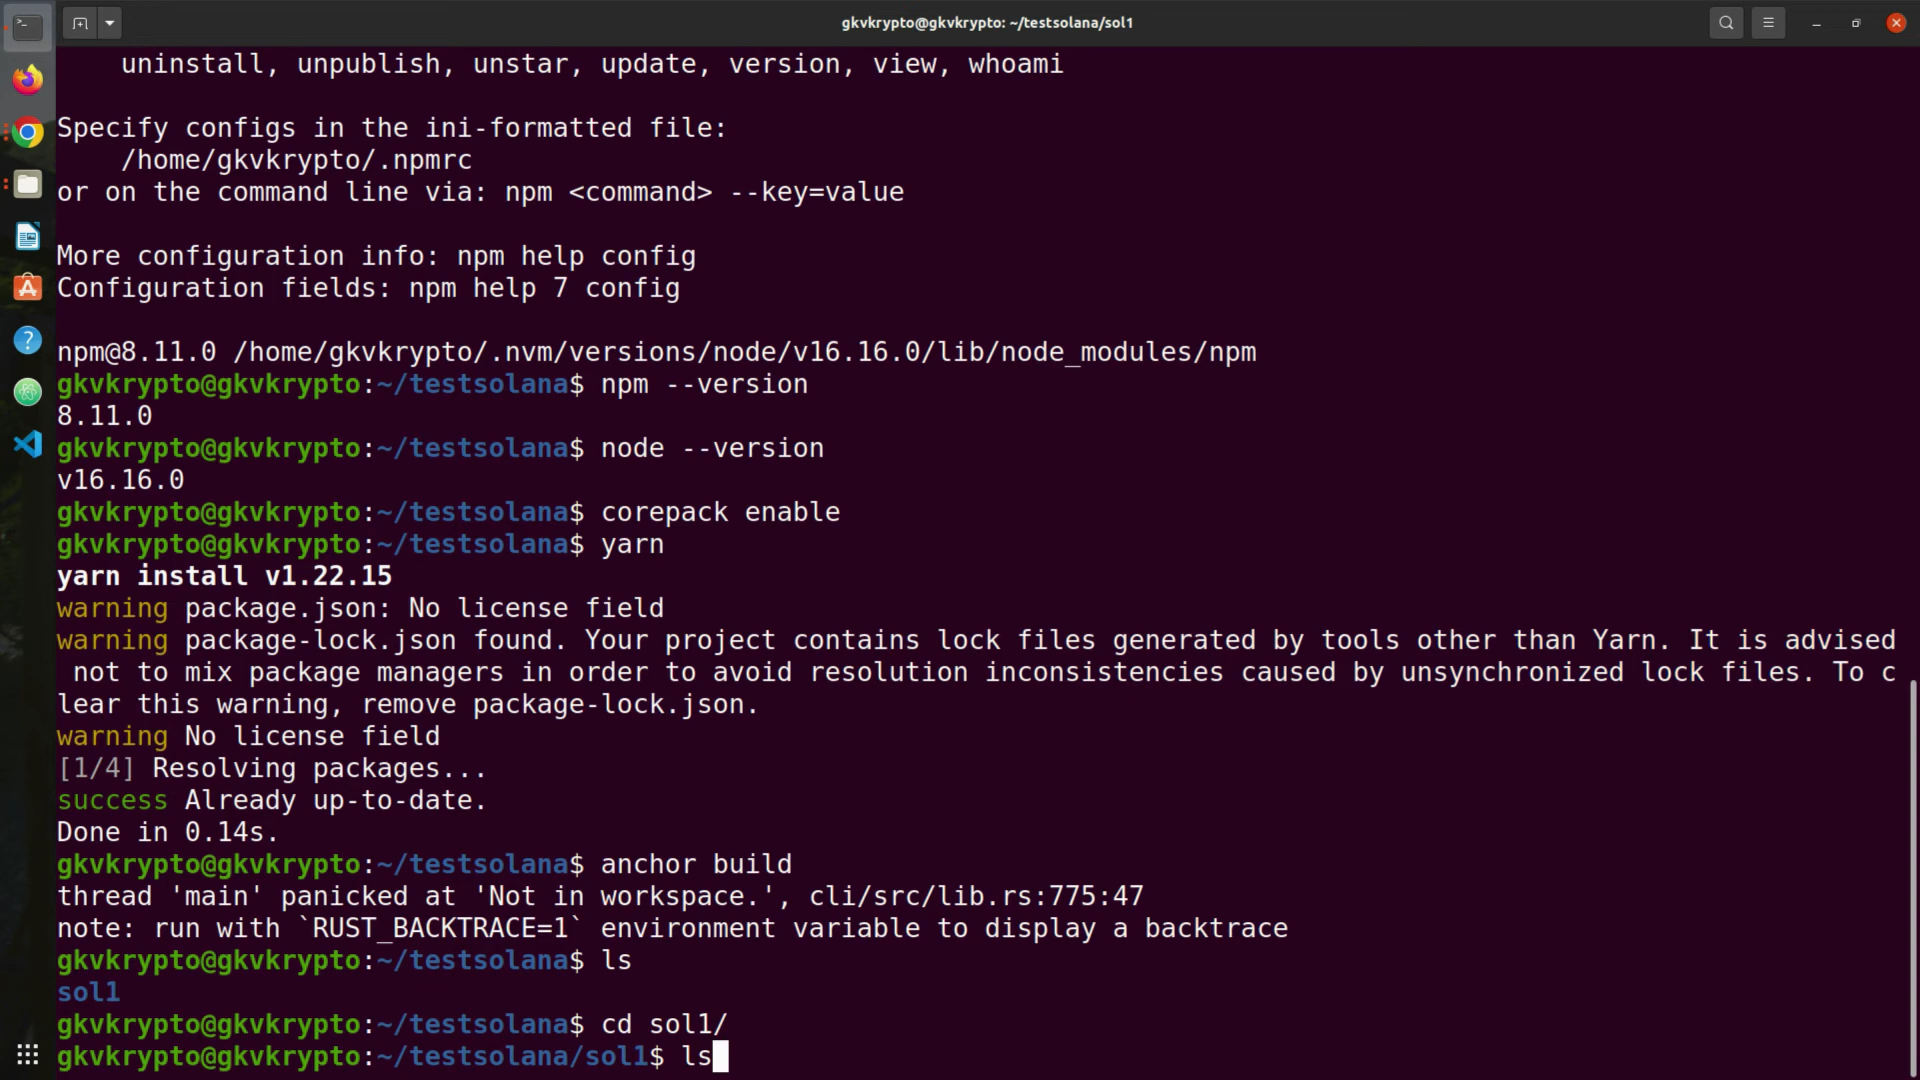 gkvkrypto@gkvkrypto: ~/testsolana/sol1
uninstall, unpublish, unstar, update, version, view, whoami
Specify configs in the ini-formatted file:
/home/gkvkrypto/.npmrc
or on the command line via: npm <command> --key=value
More configuration info: npm help config
Configuration fields: npm help 7 config
npm@8.11.0 /home/gkvkrypto/.nvm/versions/node/v16.16.0/lib/node_modules/npm
gkvkrypto@gkvkrypto:~/testsolana$ npm --version
8.11.0
gkvkrypto@gkvkrypto:~/testsolana$ node --version
v16.16.0
gkvkrypto@gkvkrypto:~/testsolana$ corepack enable
gkvkrypto@gkvkrypto:~/testsolana$ yarn
yarn install v1.22.15
warning package.json: No license field
warning package-lock.json found. Your project contains lock files generated by tools other than Yarn. It is advised
not to mix package managers in order to avoid resolution inconsistencies caused by unsynchronized lock files. To c
lear this warning, remove package-lock.json.
warning No license field
[1/4] Resolving packages...
success Already up-to-date.
Done in 0.14s.
gkvkrypto@gkvkrypto:~/testsolana$ anchor build
thread 'main' panicked at 'Not in workspace.', cli/src/lib.rs:775:47
note: run with `RUST_BACKTRACE=1` environment variable to display a backtrace
gkvkrypto@gkvkrypto:~/testsolana$ ls
sol1
gkvkrypto@gkvkrypto:~/testsolana$ cd sol1/
gkvkrypto@gkvkrypto:~/testsolana/sol1$ ls